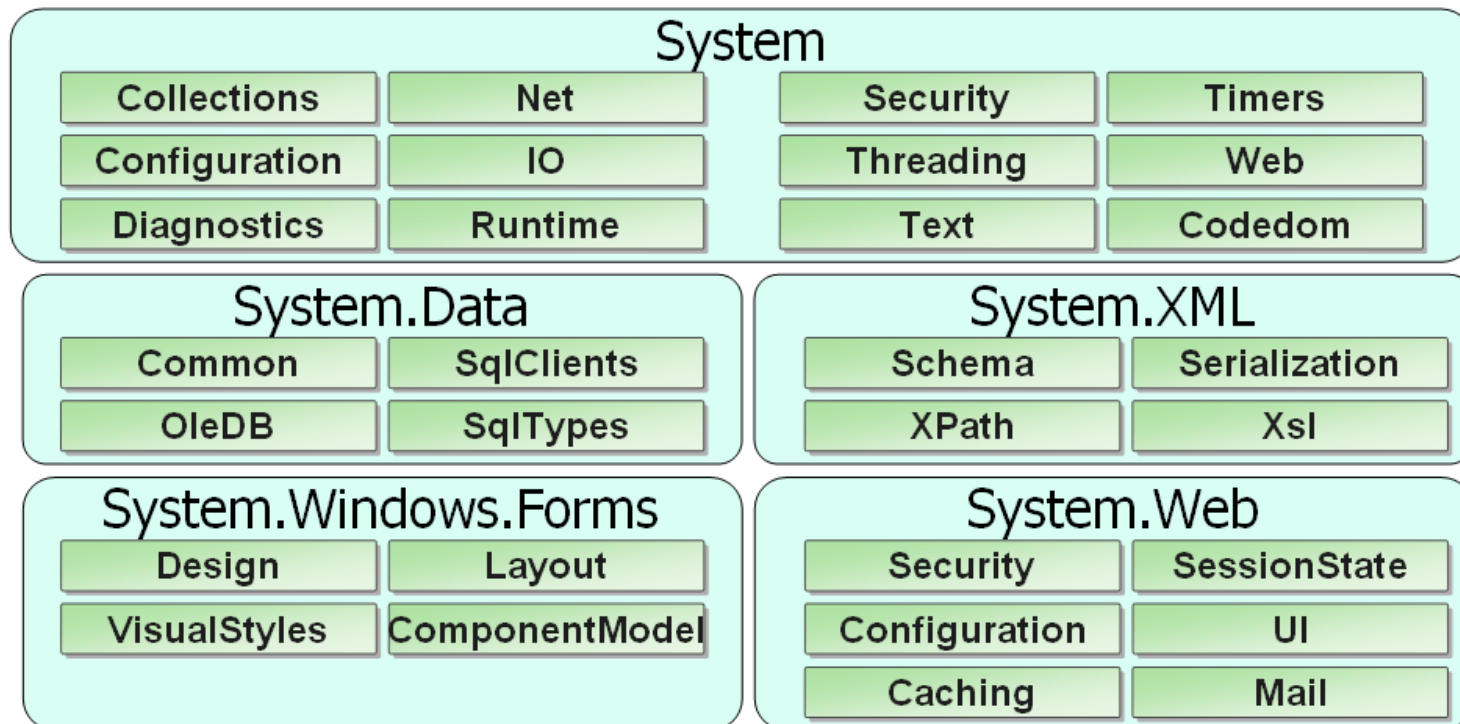 System
Collections Net Security Timers
Configuration IO Threading Web
Diagnostics Runtime Text Codedom
System.Data
Common SqlClients
OleDB SqlTypes
System.XML
Schema Serialization
XPath Xsl
System.Windows.Forms
Design Layout
VisualStyles ComponentModel
System.Web
Security SessionState
Configuration UI
Caching Mail